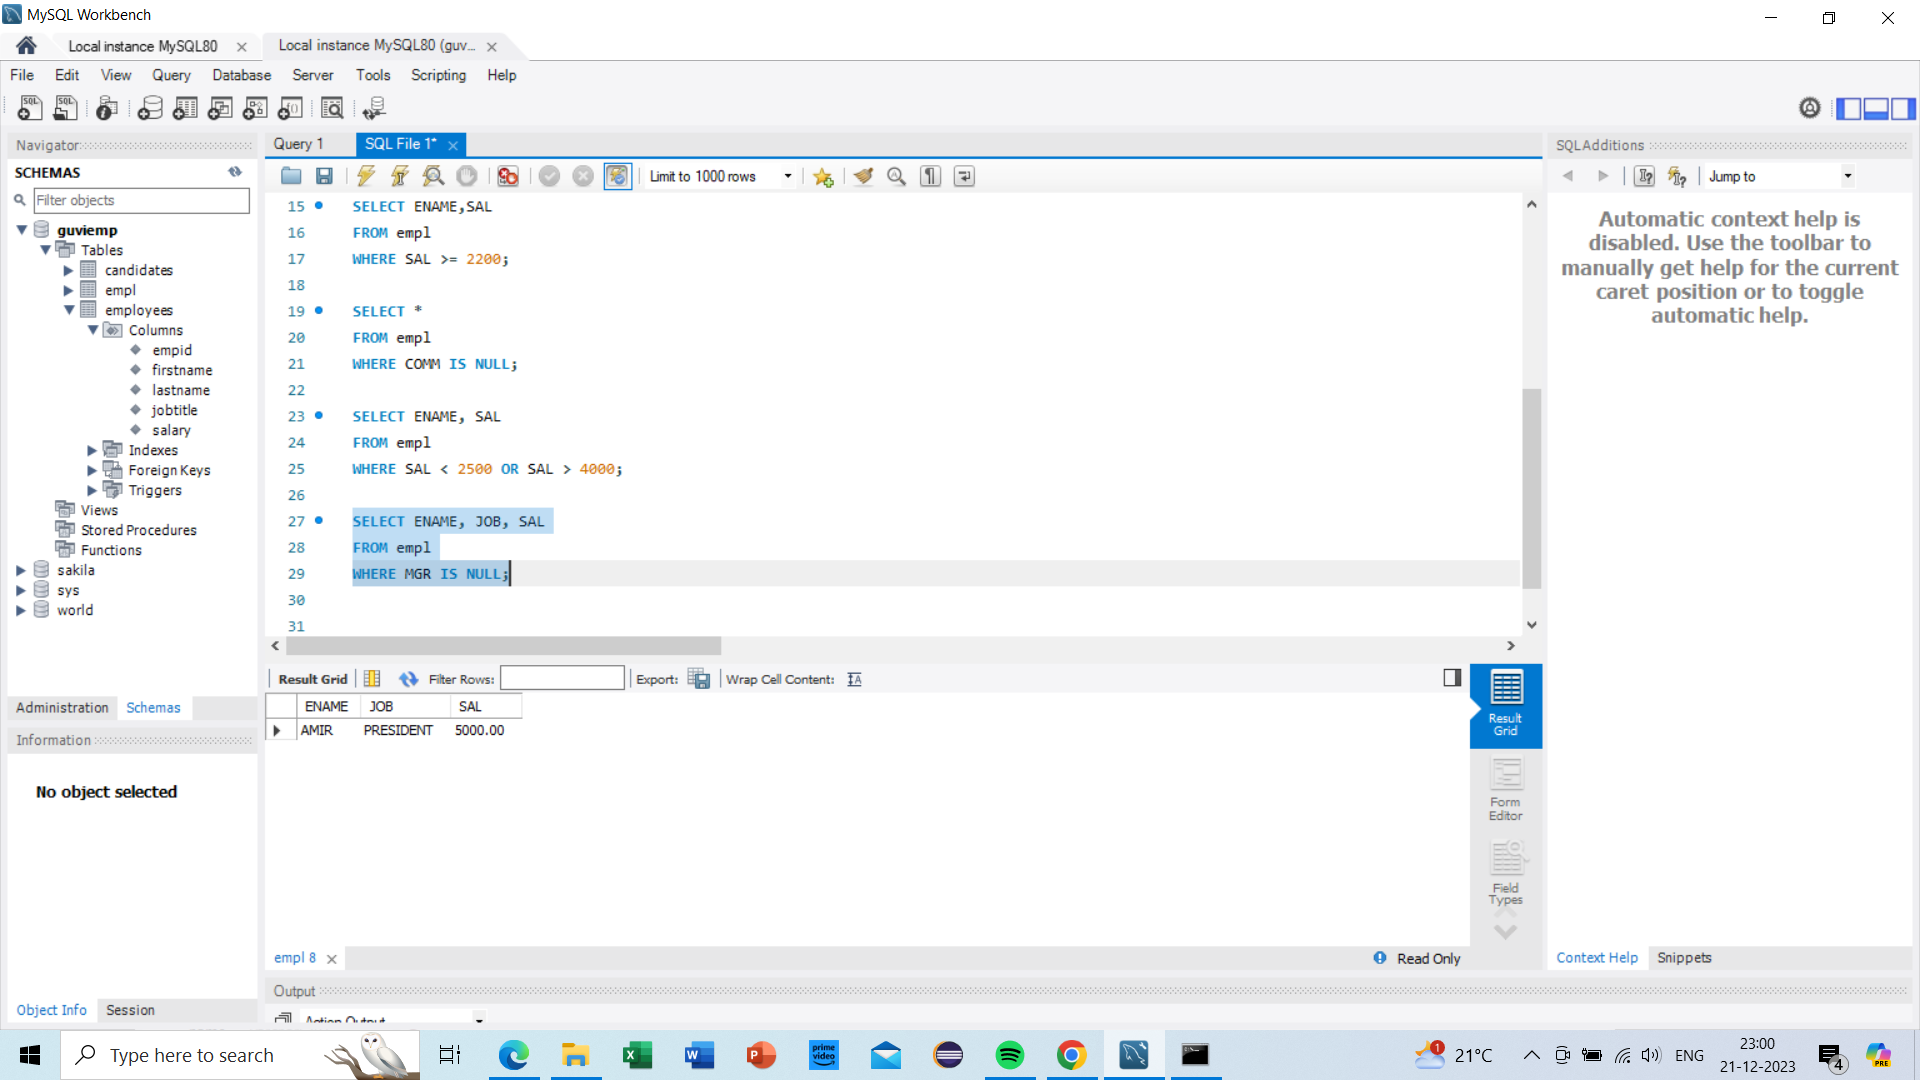 MySQL Workbench
Local instance MySQL80
Local instance MySQL80 (guv...
File Edit View Query Database Server Tools Scripting Help
Navigator
SCHEMAS
Filter objects
guviemp
Tables
candidates
empl
employees
Columns
empid
firstname
lastname
jobtitle
salary
Indexes
Foreign Keys
Triggers
Views
Stored Procedures
Functions
sakila
sys
world
Administration Schemas
Information
No object selected
Object Info Session
Query 1 SQL File 1*
Limit to 1000 rows
15 SELECT ENAME,SAL
16 FROM empl
17 WHERE SAL >= 2200;
18
19 SELECT *
20 FROM empl
21 WHERE COMM IS NULL;
22
23 SELECT ENAME, SAL
24 FROM empl
25 WHERE SAL < 2500 OR SAL > 4000;
26
27 SELECT ENAME, JOB, SAL
28 FROM empl
29 WHERE MGR IS NULL;
30
31
Result Grid Filter Rows: Export: Wrap Cell Content:
ENAME JOB SAL
AMIR PRESIDENT 5000.00
Result
Grid
Form
Editor
Field
Types
empl 8
Read Only
Output
Action Output
SQLAdditions
Jump to
Automatic context help is
disabled. Use the toolbar to
manually get help for the current
caret position or to toggle
automatic help.
Context Help Snippets
Type here to search
prime
video
1
21°C
ENG
23:00
21-12-2023
4
PRE